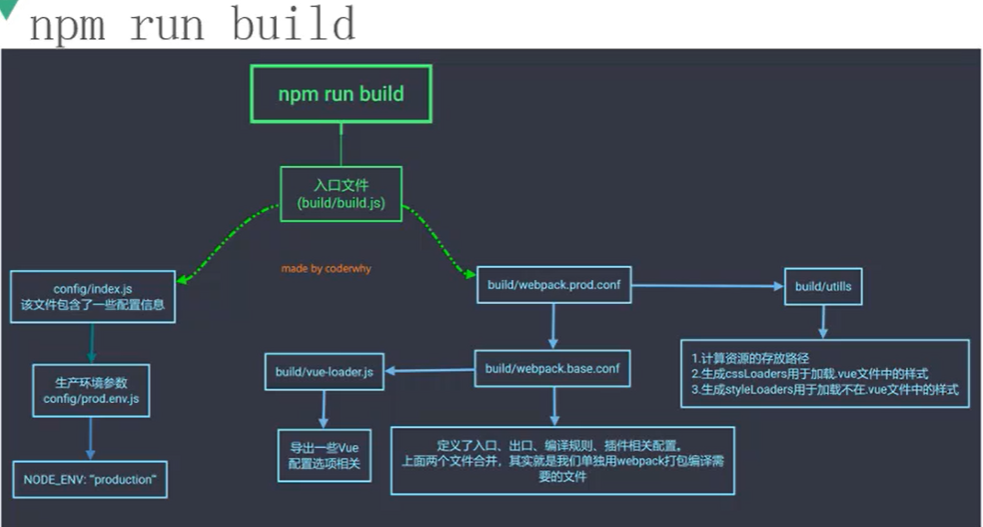 npm run build
npm run build
入口文件
(build/build.js)
made by coderwhy
config/index.js
该文件包含了一些配置信息
build/webpack.prod.conf
build/utills
生产环境参数
config/prod.env.js
build/vue-loader.js
build/webpack.base.conf
1.计算资源的存放路径
2.生成cssLoaders用于加载.vue文件中的样式
3.生成styleLoaders用于加载不在.vue文件中的样式
NODE_ENV: '"production"'
导出一些Vue
配置选项相关
定义了入口、出口、编译规则、插件相关配置。
上面两个文件合并，其实就是我们单独用webpack打包编译需
要的文件